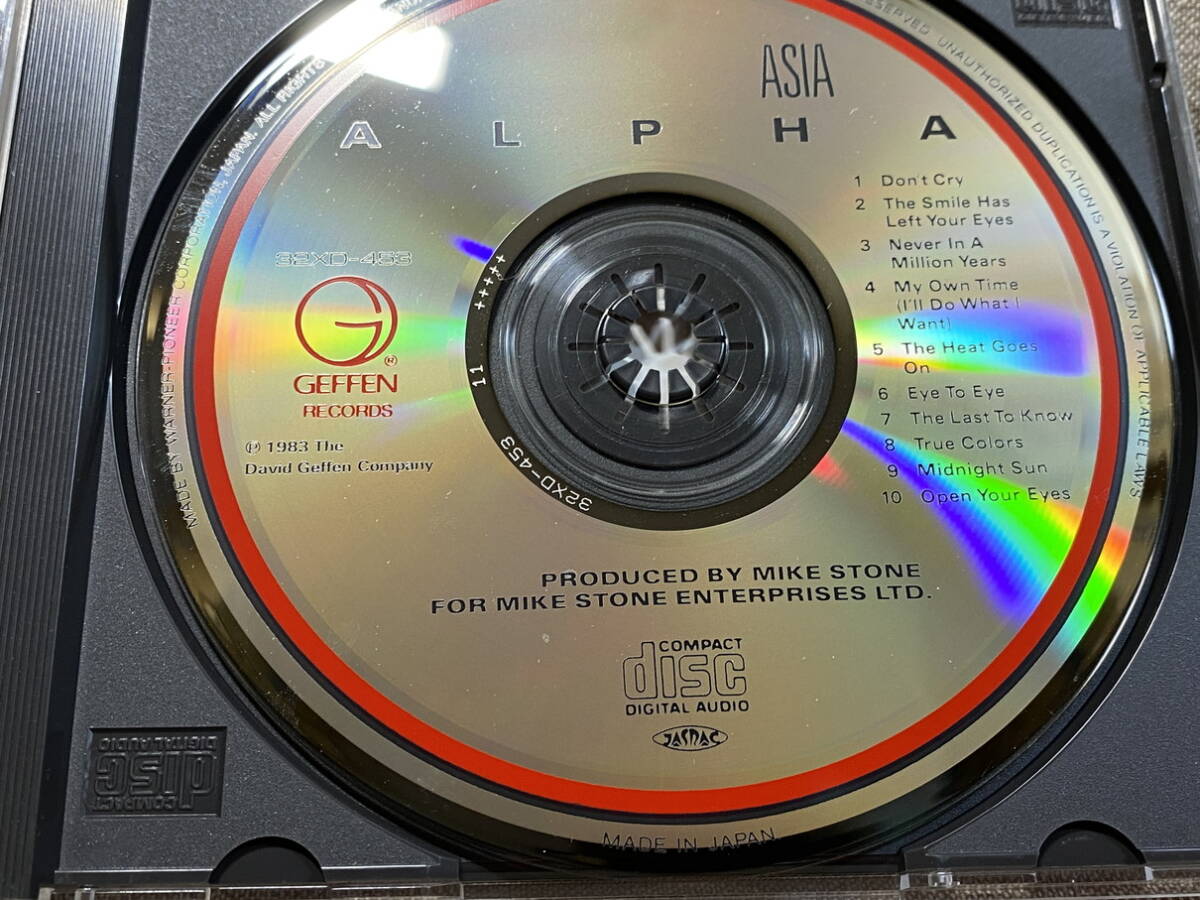 ASIA
ALPHA
32XD-453
GEFFEN
RECORDS
℗ 1983 The
David Geffen Company
1 Don't Cry
2 The Smile Has
Left Your Eyes
3 Never In A
Million Years
4 My Own Time
(I'll Do What I
Want)
5 The Heat Goes
On
6 Eye To Eye
7 The Last To Know
8 True Colors
9 Midnight Sun
10 Open Your Eyes
11 +++++
32XD-453
PRODUCED BY MIKE STONE
FOR MIKE STONE ENTERPRISES LTD.
COMPACT
disc
DIGITAL AUDIO
JASRAC
MADE IN JAPAN
MADE BY WARNER-PIONEER CORPORATION, JAPAN. ALL RIGHTS
RESERVED. UNAUTHORIZED DUPLICATION IS A VIOLATION OF APPLICABLE LAWS
COMPACT
disc
DIGITAL AUDIO